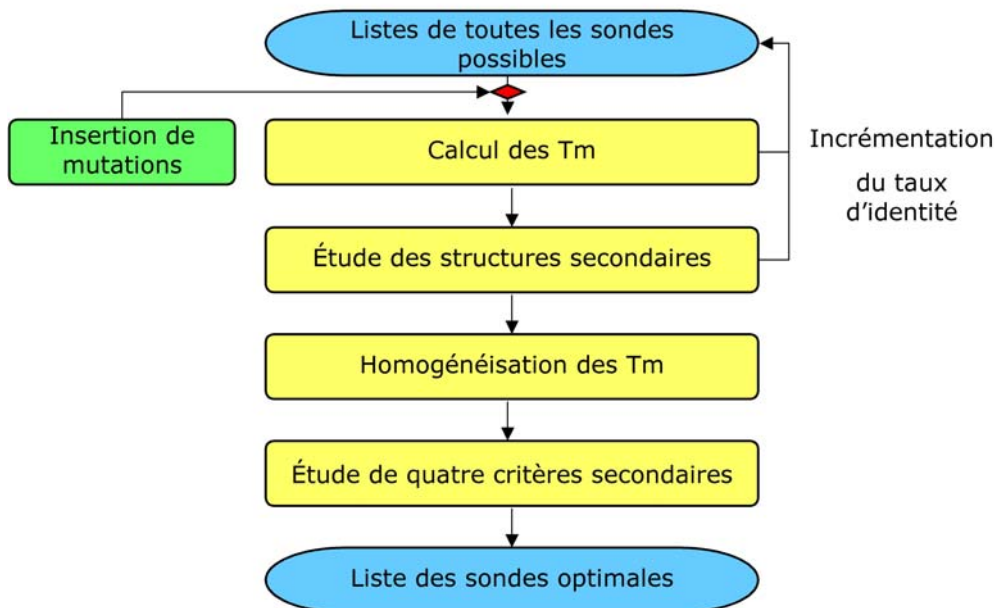 Listes de toutes les sondes
possibles
Insertion de
mutations
Calcul des Tm
Incrémentation
du taux
d'identité
Étude des structures secondaires
Homogénéisation des Tm
Étude de quatre critères secondaires
Liste des sondes optimales